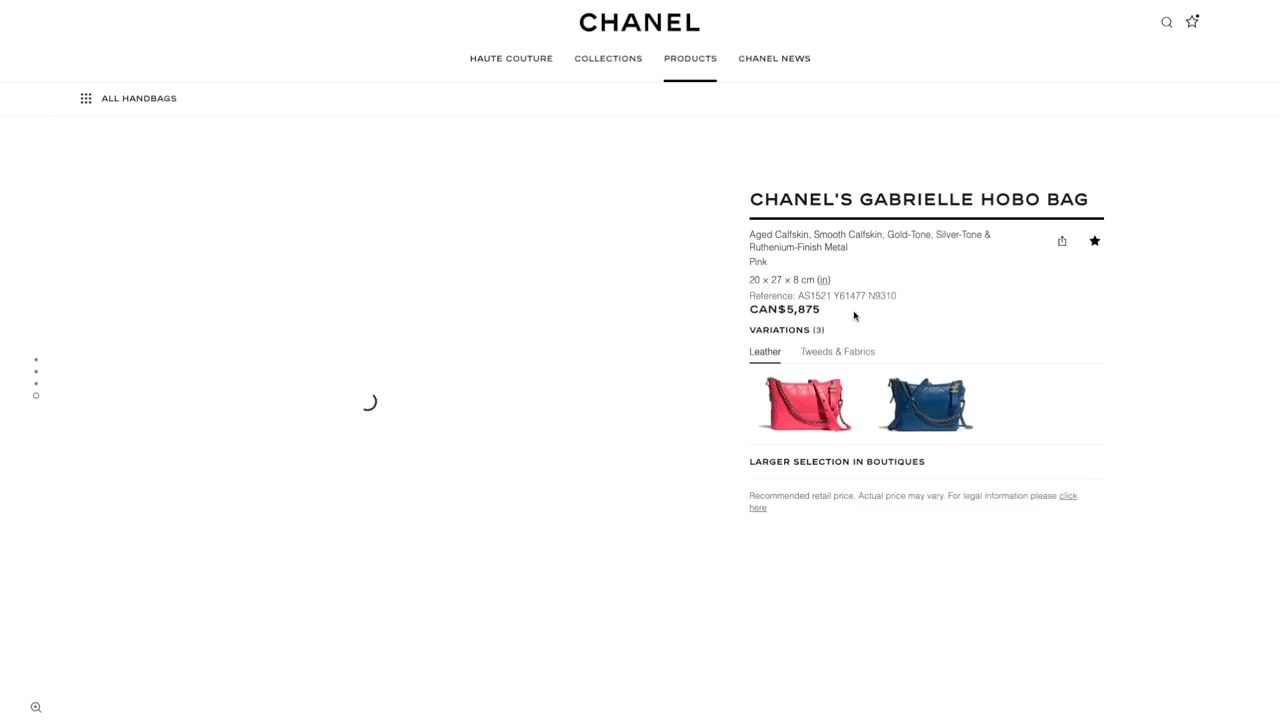 CHANEL
HAUTE COUTURE
COLLECTIONS
PRODUCTS
CHANEL NEWS
ALL HANDBAGS
CHANEL'S GABRIELLE HOBO BAG
Aged Calfskin, Smooth Calfskin, Gold-Tone, Silver-Tone &
Ruthenium-Finish Metal
Pink
20 × 27 × 8 cm (in)
Reference: AS1521 Y61477 N9310
CAN$5,875
VARIATIONS (3)
Leather
Tweeds & Fabrics
LARGER SELECTION IN BOUTIQUES
Recommended retail price. Actual price may vary. For legal information please click
here